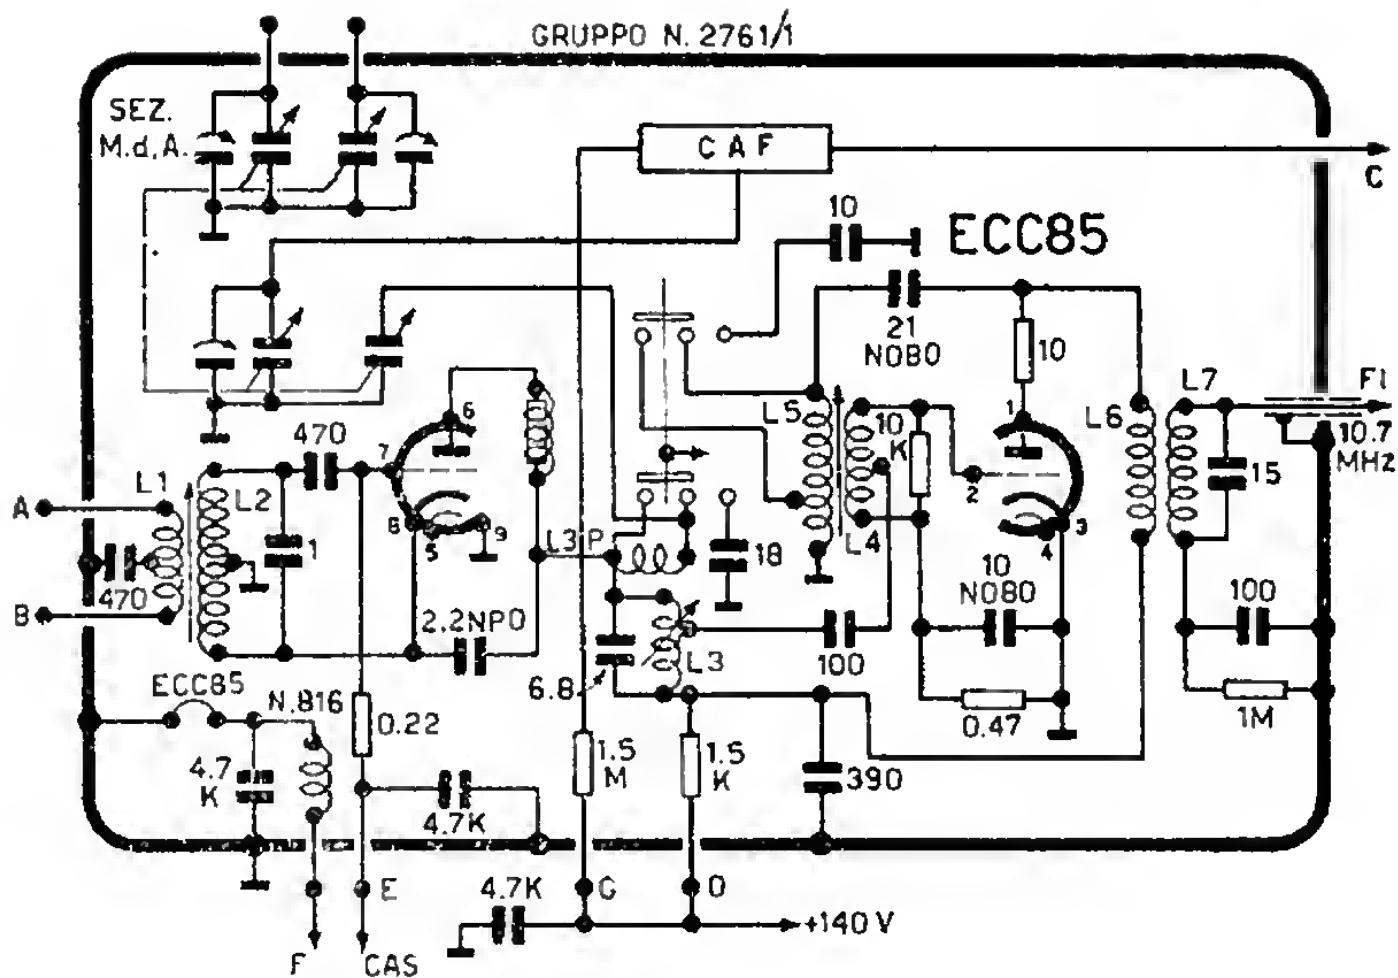 GRUPPO N. 2761/1
SEZ.
M.d.A.
C A F
C
10
ECC85
21
N080
10
L7
FI
10.7
MHz
L5
10
K
1
L6
6
470
7
2
15
A
L1
L2
1
8
5
9
L3P
18
L4
4
3
470
B
2.2NPO
10
N080
100
L3
100
6.8
ECC85
N.816
0.22
1.5
M
1.5
K
390
0.47
1M
4.7
K
4.7K
E
4.7K
G
D
+140 V
F
CAS